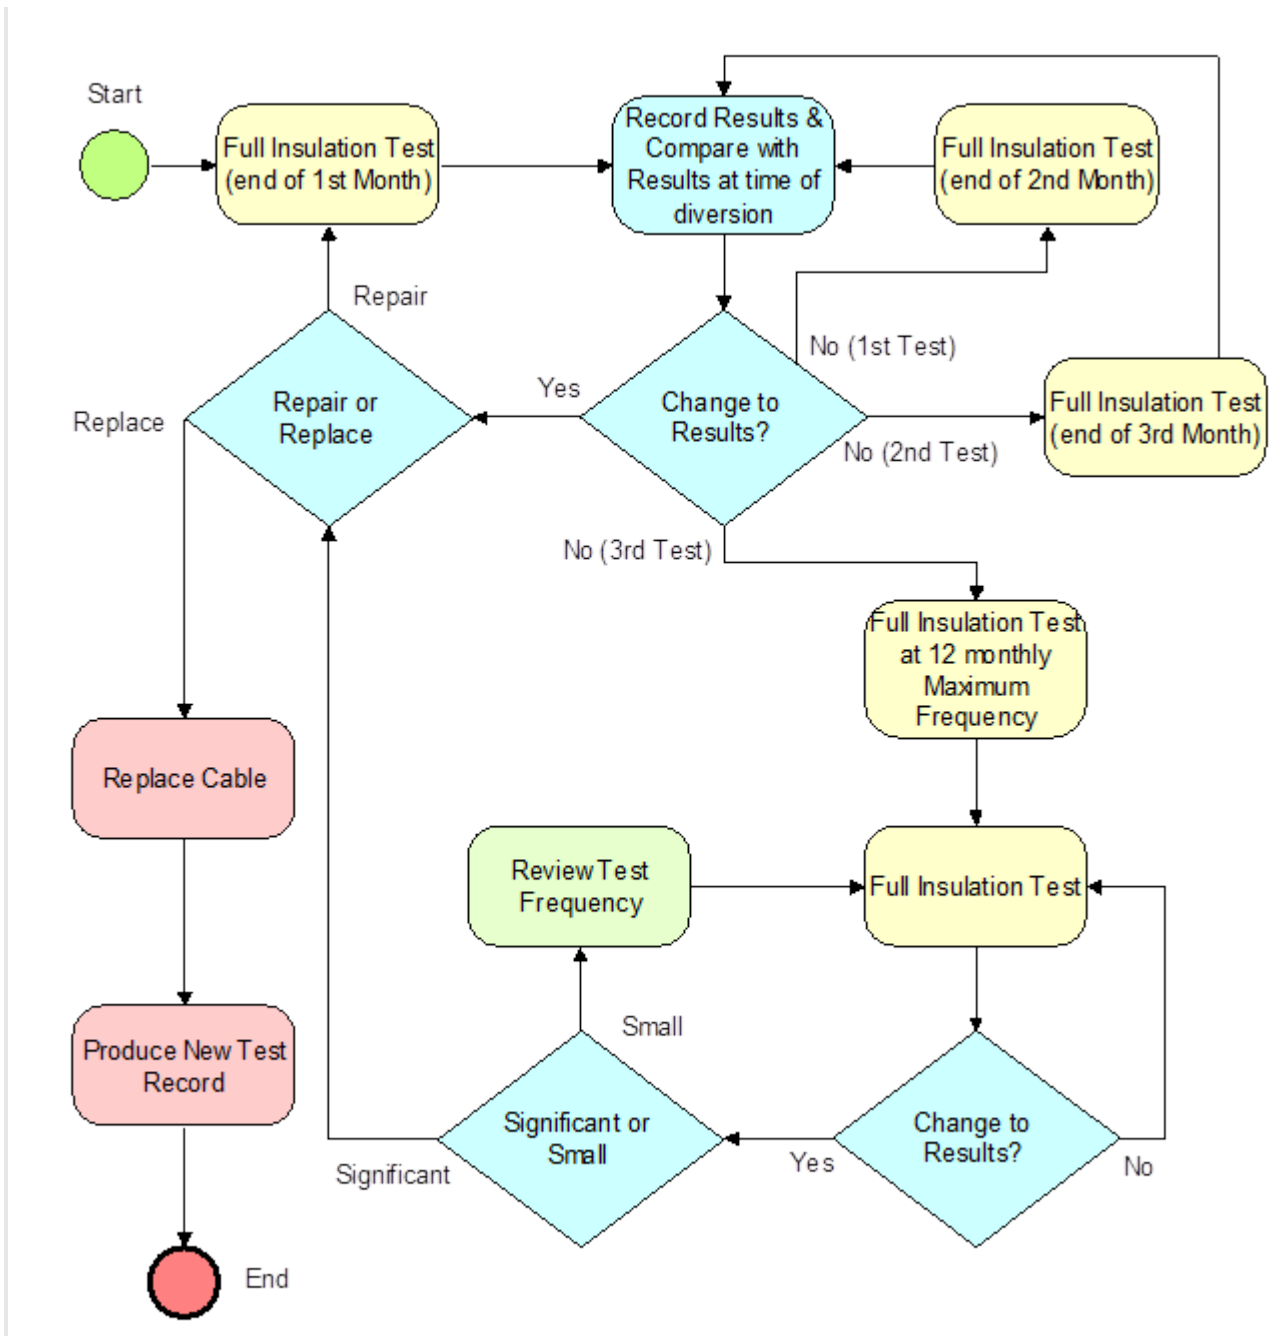 Start
Full Insulation Test
(end of 1st Month)
Record Results &
Compare with
Results at time of
diversion
Full Insulation Test
(end of 2nd Month)
Repair
No (1st Test)
Repair or
Replace
Replace
Yes
Change to
Results?
Full Insulation Test
(end of 3rd Month)
No (2nd Test)
No (3rd Test)
Full Insulation Test
at 12 monthly
Maximum
Frequency
Replace Cable
Review Test
Frequency
Full Insulation Test
Small
Produce New Test
Record
Significant or
Small
Change to
Results?
Significant
Yes
No
End